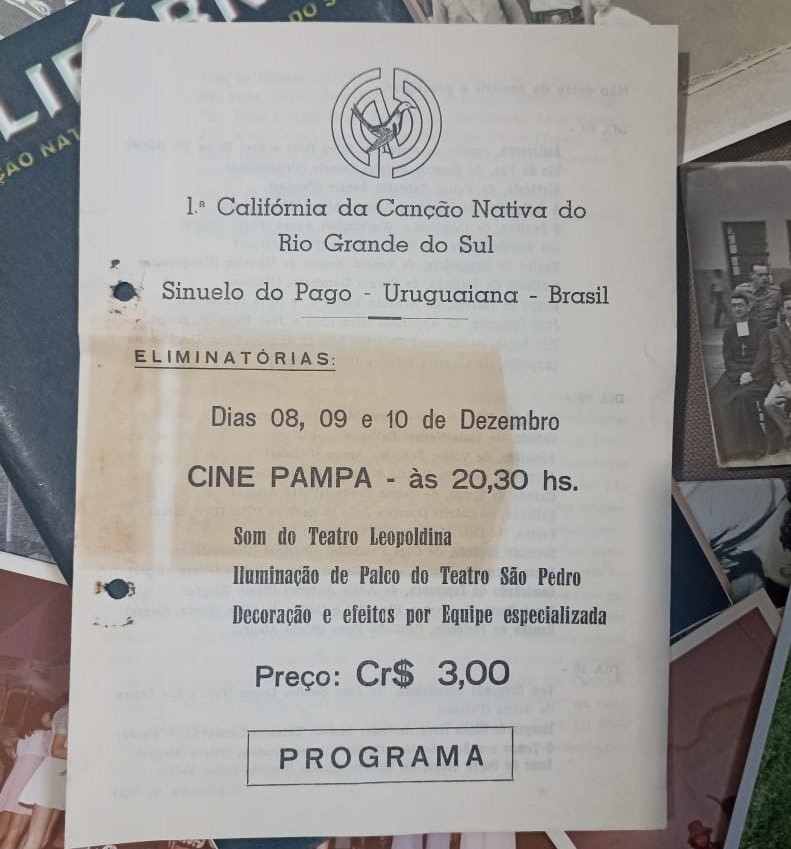 1.ª Califórnia da Canção Nativa do
Rio Grande do Sul
Sinuelo do Pago - Uruguaiana - Brasil
ELIMINATÓRIAS:
Dias 08, 09 e 10 de Dezembro
CINE PAMPA - às 20,30 hs.
Som do Teatro Leopoldina
Iluminação de Palco do Teatro São Pedro
Decoração e efeitos por Equipe especializada
Preço: Cr$ 3,00
PROGRAMA